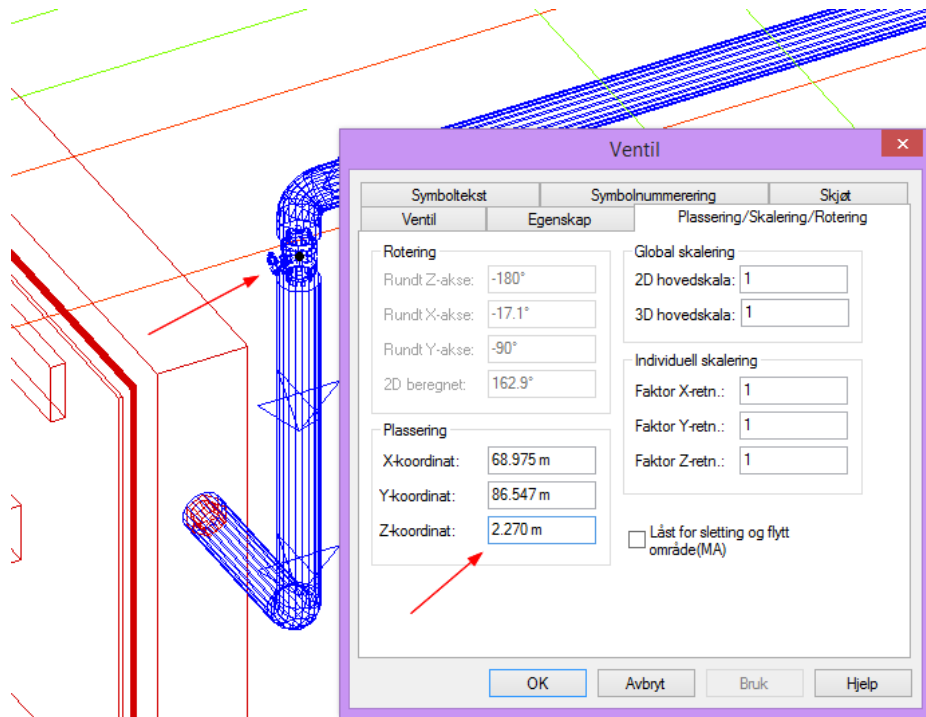 Ventil
Symboltekst Symbolnummerering Skjøt
Ventil Egenskap Plassering/Skalering/Rotering
Rotering
Rundt Z-akse: -180°
Rundt X-akse: -17.1°
Rundt Y-akse: -90°
2D beregnet: 162.9°
Plassering
X-koordinat: 68.975 m
Y-koordinat: 86.547 m
Z-koordinat: 2.270 m
Global skalering
2D hovedskala: 1
3D hovedskala: 1
Individuell skalering
Faktor X-retn.: 1
Faktor Y-retn.: 1
Faktor Z-retn.: 1
Låst for sletting og flytt
område(MA)
OK Avbryt Bruk Hjelp